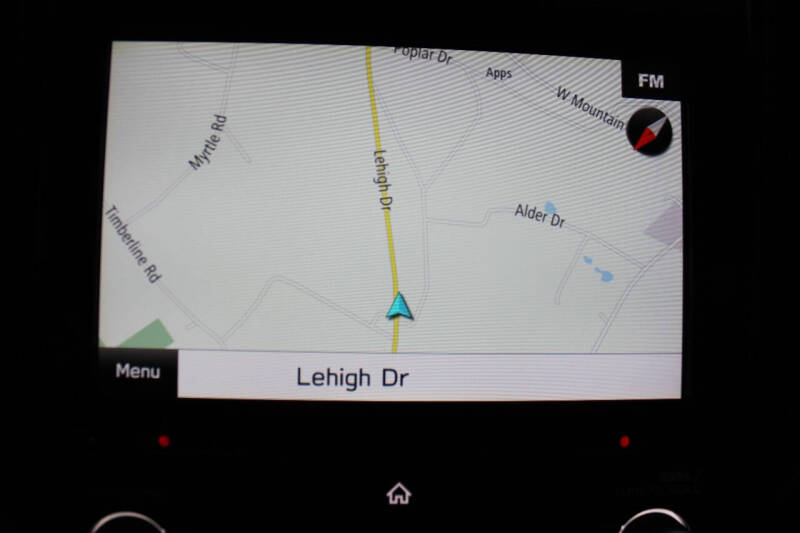 Poplar Dr
Apps
FM
W Mountain
Myrtle Rd
Lehigh Dr
Timberline Rd
Alder Dr
Menu
Lehigh Dr